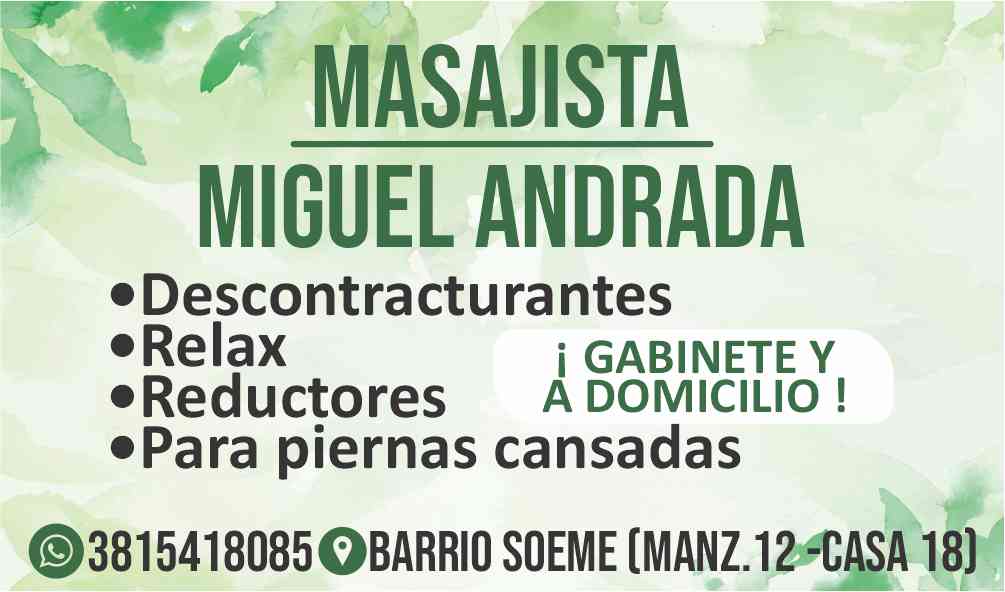 MASAJISTA
MIGUEL ANDRADA
•Descontracturantes
•Relax
•Reductores
•Para piernas cansadas
¡ GABINETE Y
A DOMICILIO !
3815418085 BARRIO SOEME (MANZ.12 -CASA 18)